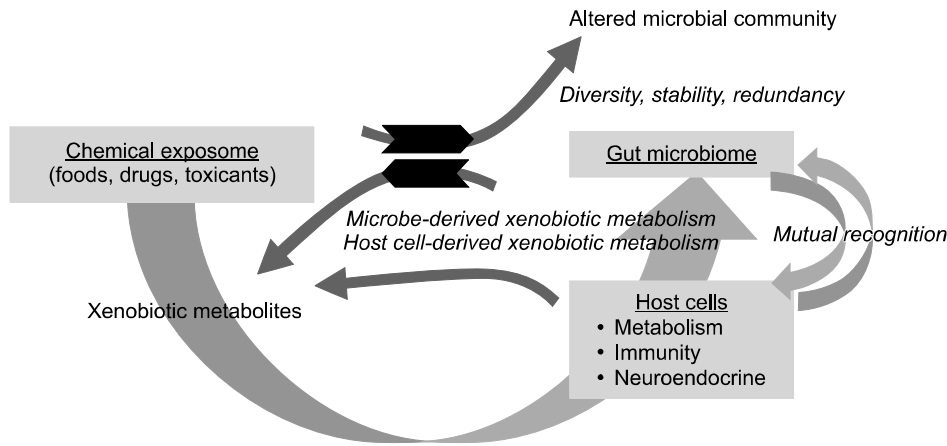 Altered microbial community
Diversity, stability, redundancy
Chemical exposome
(foods, drugs, toxicants)
Gut microbiome
Microbe-derived xenobiotic metabolism
Host cell-derived xenobiotic metabolism
Mutual recognition
Xenobiotic metabolites
Host cells
• Metabolism
• Immunity
• Neuroendocrine